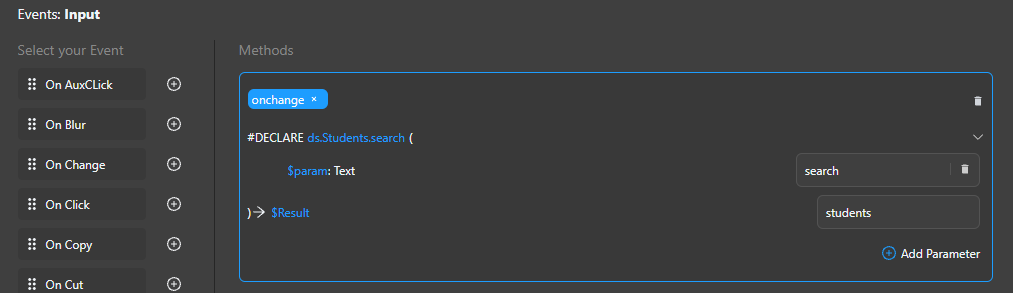 Events: Input
Select your Event
On AuxCLick
On Blur
On Change
On Click
On Copy
On Cut
Methods
onchange ×
#DECLARE ds.Students.search (
$param: Text
search
)→ $Result
students
Add Parameter